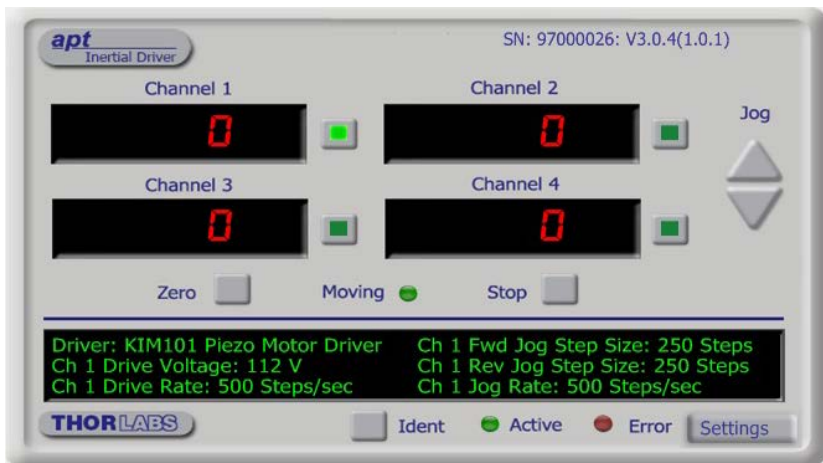 apt
Inertial Driver
SN: 97000026: V3.0.4(1.0.1)
Channel 1
Channel 2
Jog
0
0
Channel 3
Channel 4
0
0
Zero
Moving
Stop
Driver: KIM101 Piezo Motor Driver
Ch 1 Drive Voltage: 112 V
Ch 1 Drive Rate: 500 Steps/sec
Ch 1 Fwd Jog Step Size: 250 Steps
Ch 1 Rev Jog Step Size: 250 Steps
Ch 1 Jog Rate: 500 Steps/sec
THORLABS
Ident
Active
Error
Settings